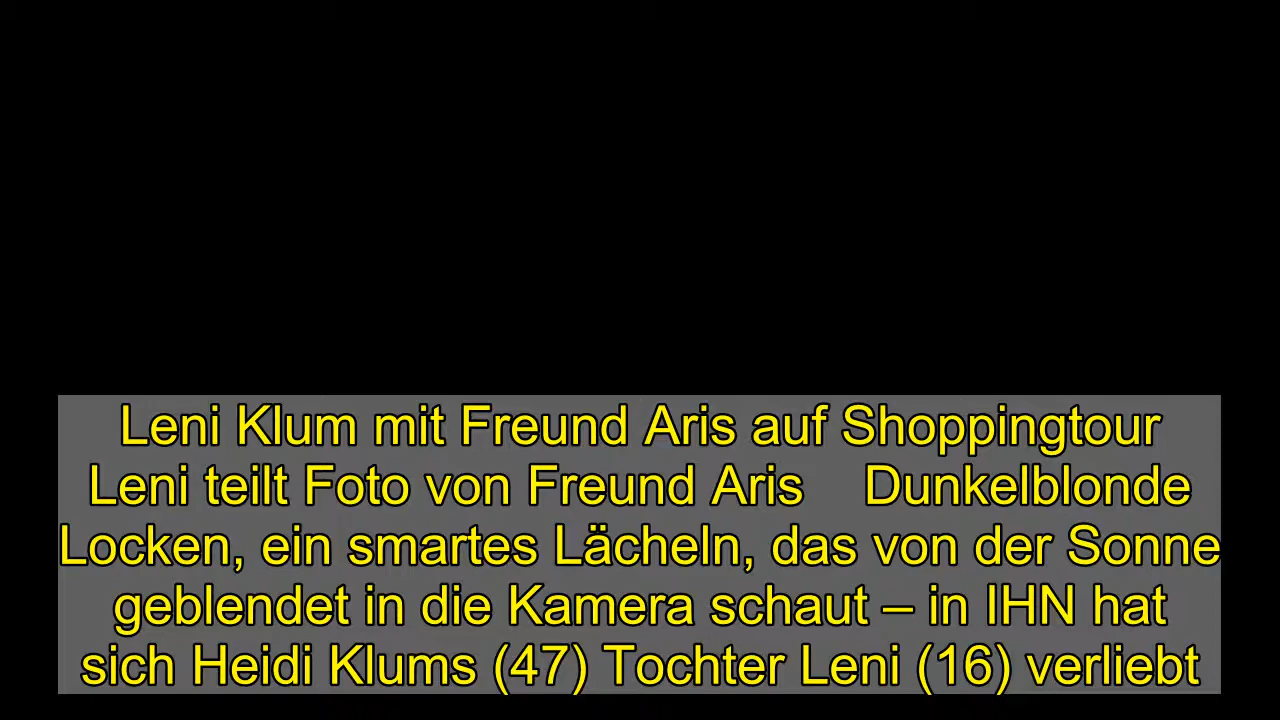 Leni Klum mit Freund Aris auf Shoppingtour
Leni teilt Foto von Freund Aris    Dunkelblonde
Locken, ein smartes Lächeln, das von der Sonne
geblendet in die Kamera schaut – in IHN hat
sich Heidi Klums (47) Tochter Leni (16) verliebt